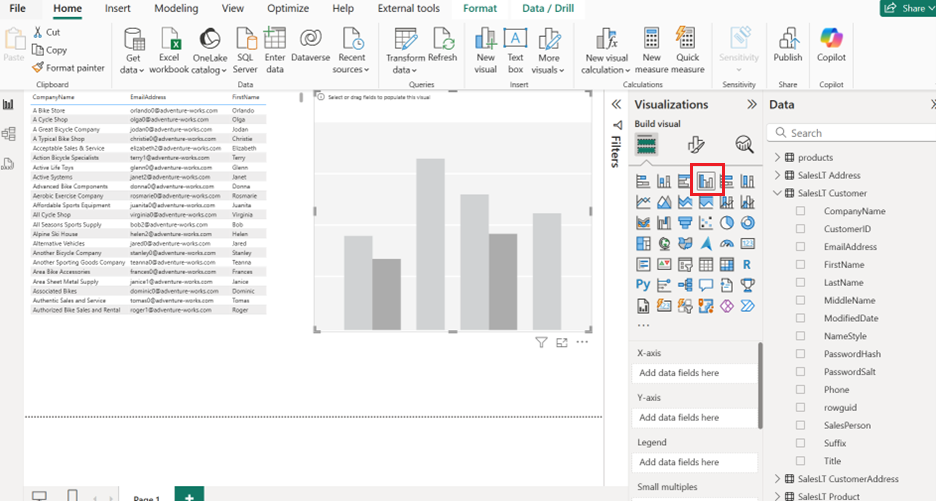 File Home Insert Modeling View Optimize Help External tools Format Data / Drill Share
Paste
Cut
Copy
Format painter
Get data
Excel workbook
OneLake catalog
SQL Server
Enter data
Dataverse
Recent sources
Transform data
Refresh
New visual
Text box
More visuals
New visual calculation
New measure
Quick measure
Sensitivity
Publish
Copilot
Clipboard Data Queries Insert Calculations Sensitivity Share Copilot
CompanyName EmailAddress FirstName
A Bike Store orlando0@adventure-works.com Orlando
A Cycle Shop olga0@adventure-works.com Olga
A Great Bicycle Company jodan0@adventure-works.com Jodan
A Typical Bike Shop christie0@adventure-works.com Christie
Acceptable Sales & Service elizabeth2@adventure-works.com Elizabeth
Action Bicycle Specialists terry1@adventure-works.com Terry
Active Life Toys glenn0@adventure-works.com Glenn
Active Systems janet2@adventure-works.com Janet
Advanced Bike Components donna0@adventure-works.com Donna
Aerobic Exercise Company rosmarie0@adventure-works.com Rosmarie
Affordable Sports Equipment juanita0@adventure-works.com Juanita
All Cycle Shop virginia0@adventure-works.com Virginia
All Seasons Sports Supply bob2@adventure-works.com Bob
Alpine Ski House helen2@adventure-works.com Helen
Alternative Vehicles jared0@adventure-works.com Jared
Another Bicycle Company stanley0@adventure-works.com Stanley
Another Sporting Goods Company teanna0@adventure-works.com Teanna
Area Bike Accessories frances0@adventure-works.com Frances
Area Sheet Metal Supply janice1@adventure-works.com Janice
Associated Bikes dominic0@adventure-works.com Dominic
Authentic Sales and Service tomas0@adventure-works.com Tomas
Authorized Bike Sales and Rental roger1@adventure-works.com Roger
Select or drag fields to populate this visual
Filters
Visualizations
Build visual
R
Py
X-axis
Add data fields here
Y-axis
Add data fields here
Legend
Add data fields here
Small multiples
Data
Search
products
SalesLT Address
SalesLT Customer
CompanyName
CustomerID
EmailAddress
FirstName
LastName
MiddleName
ModifiedDate
NameStyle
PasswordHash
PasswordSalt
Phone
rowguid
SalesPerson
Suffix
Title
SalesLT CustomerAddress
SalesLT Product
Page 1